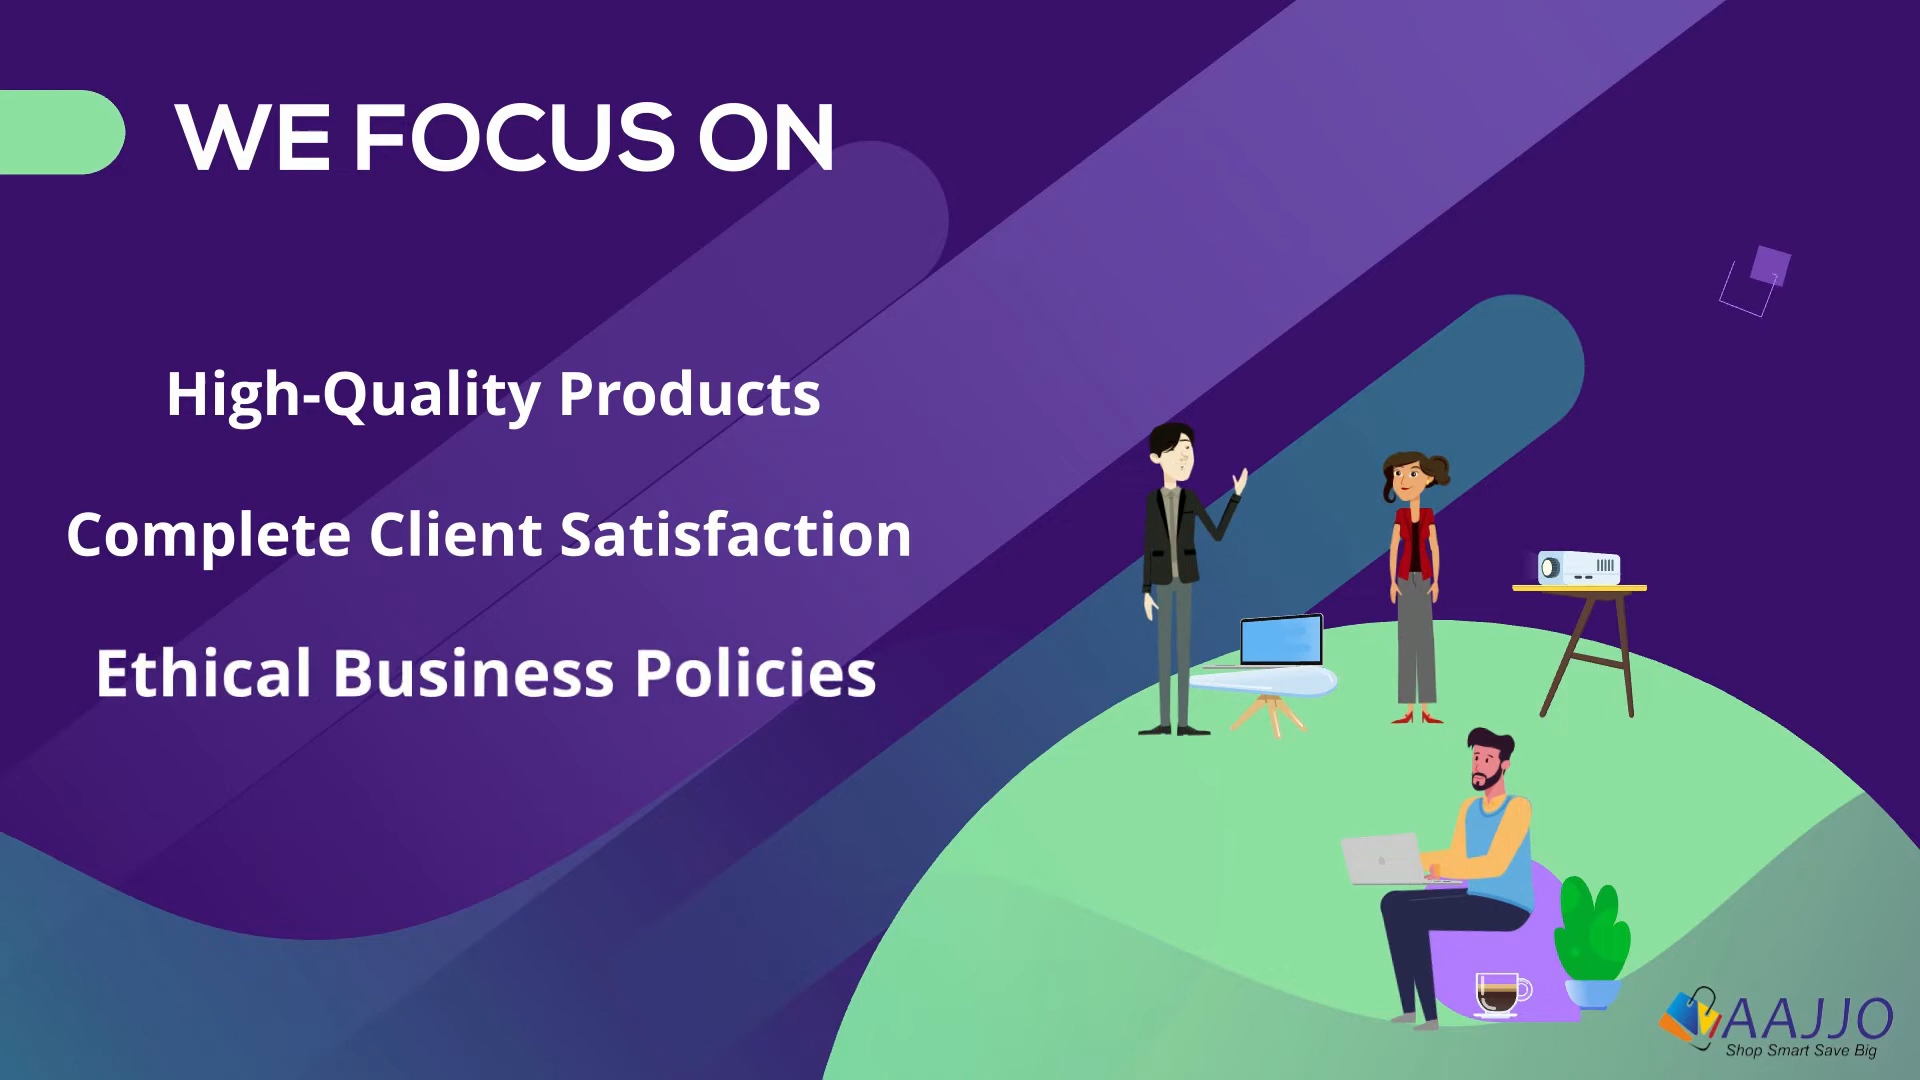 WE FOCUS ON
High-Quality Products
Complete Client Satisfaction
Ethical Business Policies
AAJJO
Shop Smart Save Big